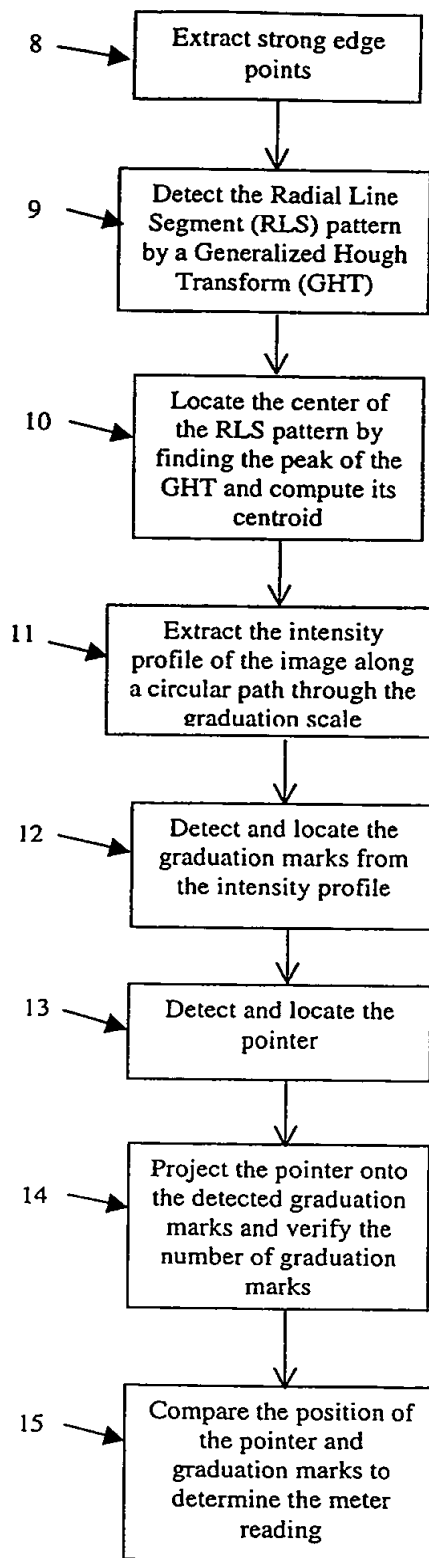 8
Extract strong edge
points
9
Detect the Radial Line
Segment (RLS) pattern
by a Generalized Hough
Transform (GHT)
10
Locate the center of
the RLS pattern by
finding the peak of the
GHT and compute its
centroid
11
Extract the intensity
profile of the image along
a circular path through the
graduation scale
12
Detect and locate the
graduation marks from
the intensity profile
13
Detect and locate the
pointer
14
Project the pointer onto
the detected graduation
marks and verify the
number of graduation
marks
15
Compare the position of
the pointer and
graduation marks to
determine the meter
reading